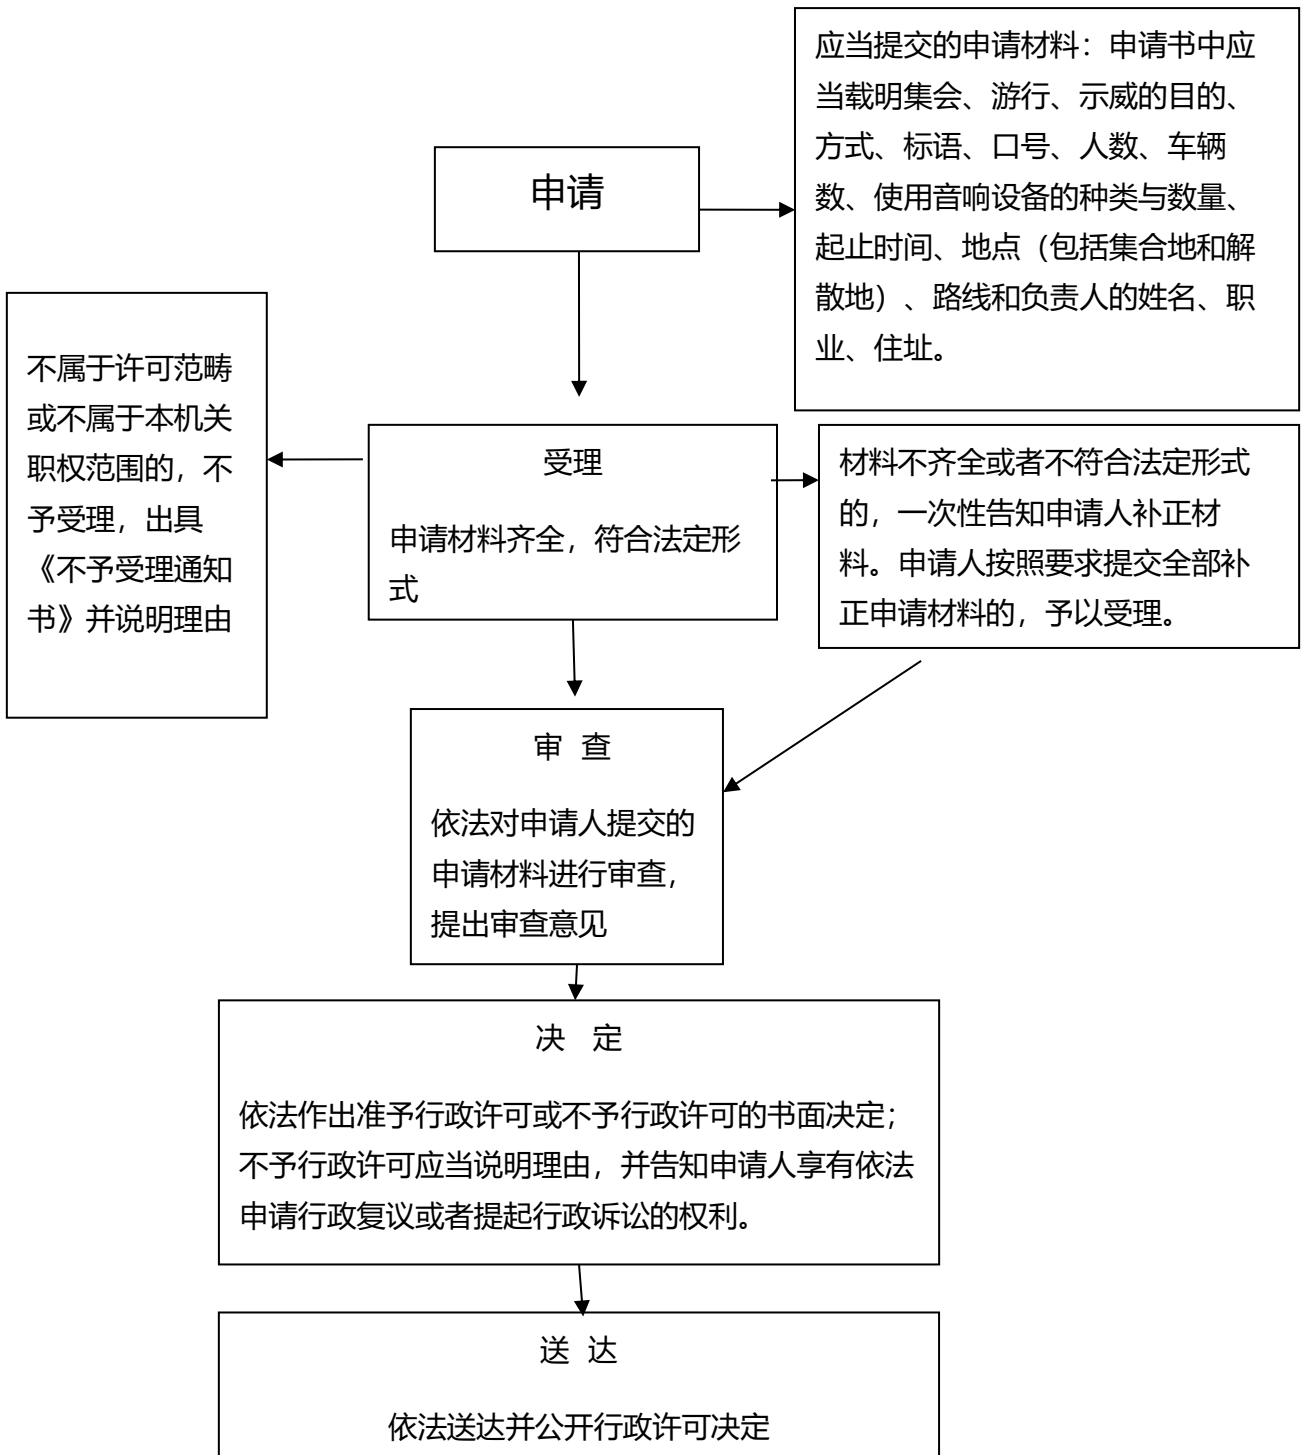 申请
应当提交的申请材料：申请书中应
当载明集会、游行、示威的目的、
方式、标语、口号、人数、车辆
数、使用音响设备的种类与数量、
起止时间、地点（包括集合地和解
散地）、路线和负责人的姓名、职
业、住址。
不属于许可范畴
或不属于本机关
职权范围的，不
予受理，出具
《不予受理通知
书》并说明理由
受理
申请材料齐全，符合法定形
式
材料不齐全或者不符合法定形式
的，一次性告知申请人补正材
料。申请人按照要求提交全部补
正申请材料的，予以受理。
审 查
依法对申请人提交的
申请材料进行审查，
提出审查意见
决 定
依法作出准予行政许可或不予行政许可的书面决定；
不予行政许可应当说明理由，并告知申请人享有依法
申请行政复议或者提起行政诉讼的权利。
送 达
依法送达并公开行政许可决定